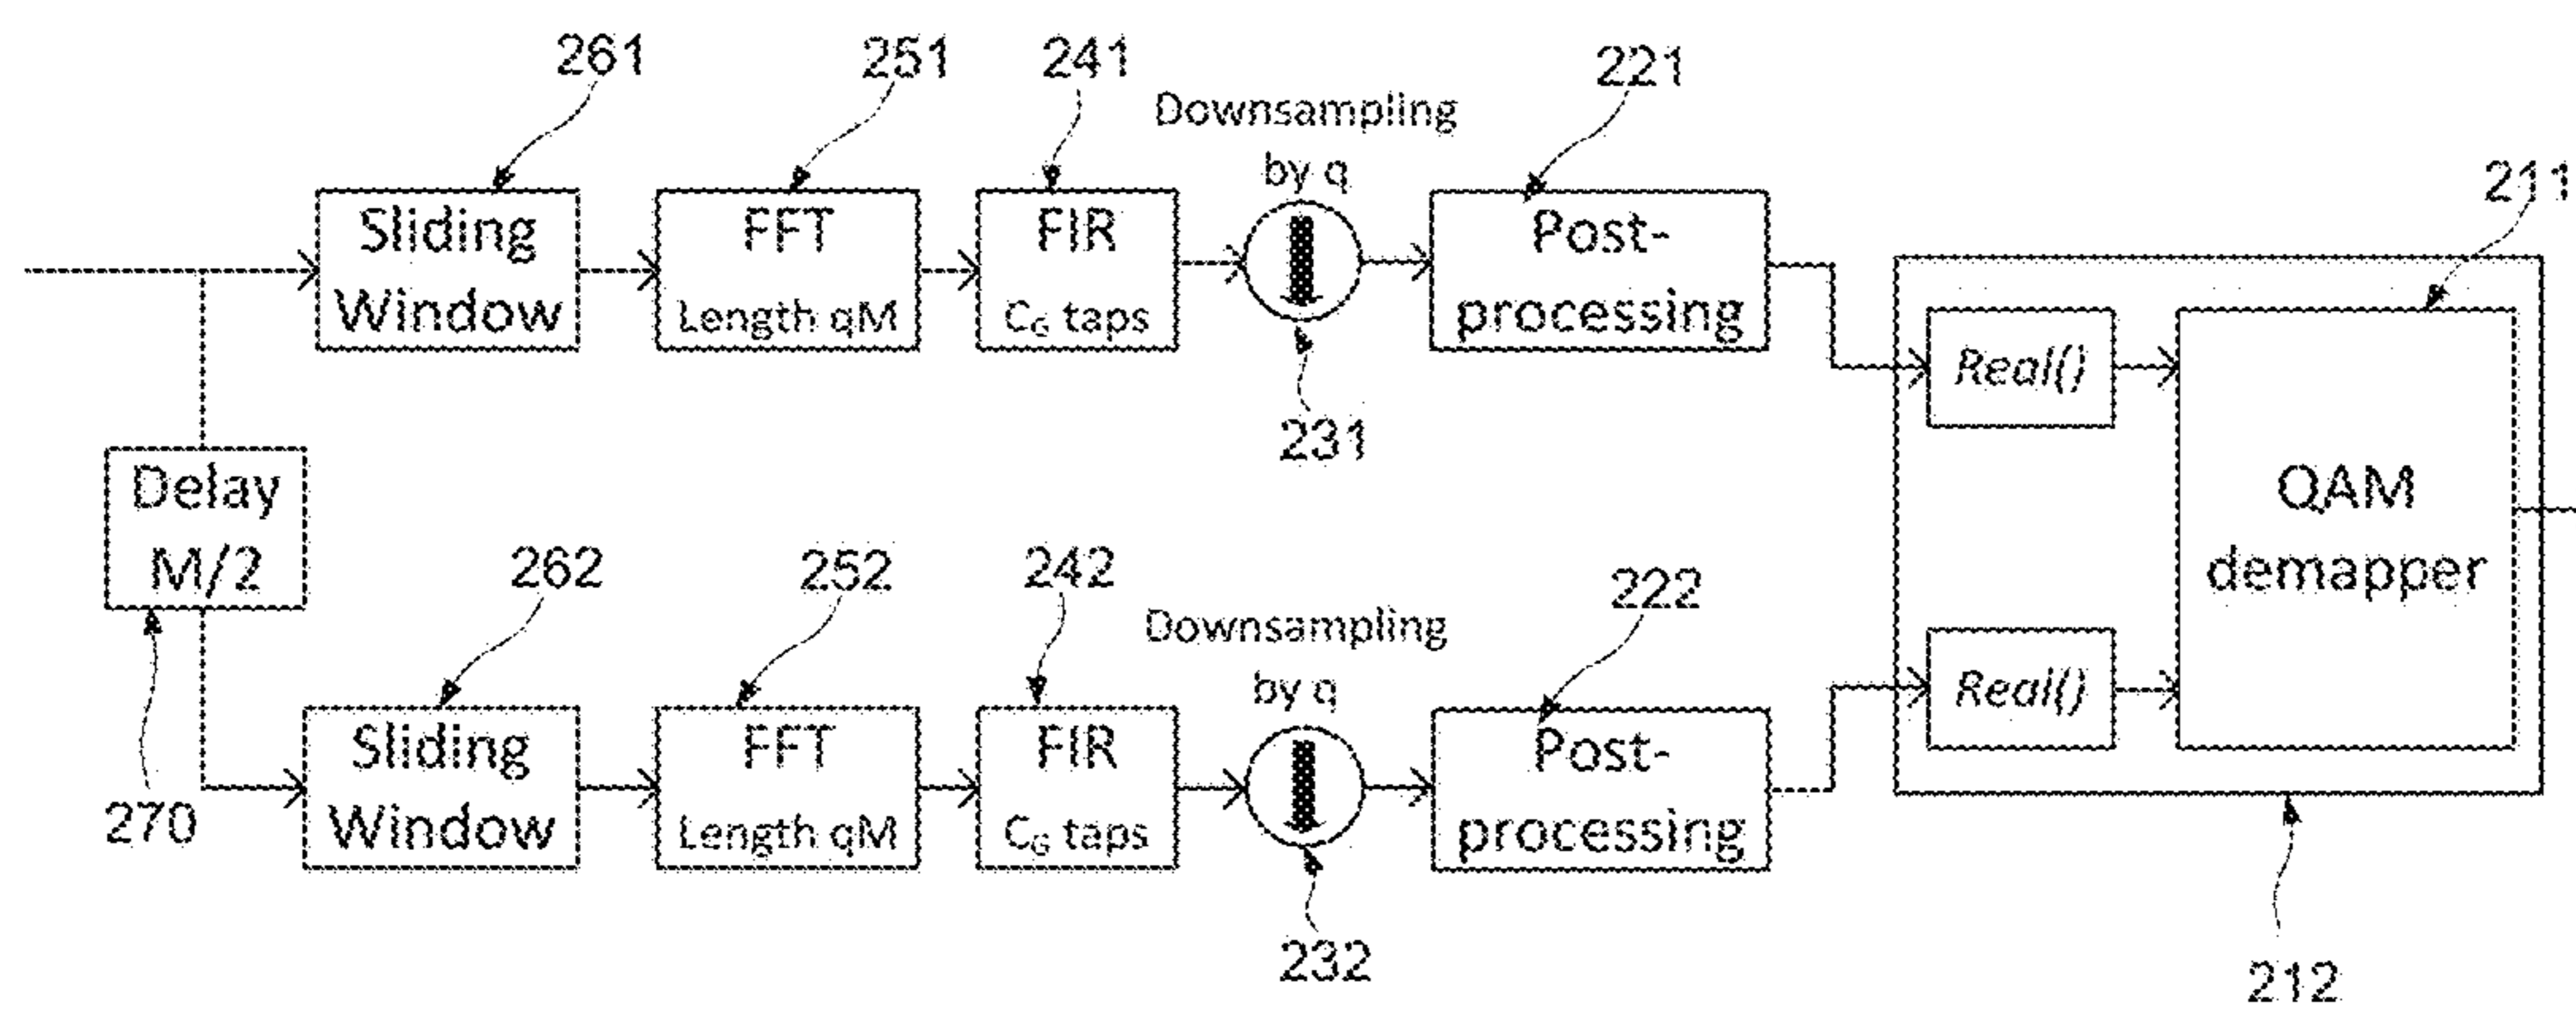 261
251
241
221
Downsampling
by q
211
Sliding
Window
FFT
Length qM
FIR
C₆ taps
Post-
processing
Real()
231
Delay
M/2
QAM
demapper
262
252
242
222
Downsampling
by q
Real()
270
Sliding
Window
FFT
Length qM
FIR
C₆ taps
Post-
processing
232
212